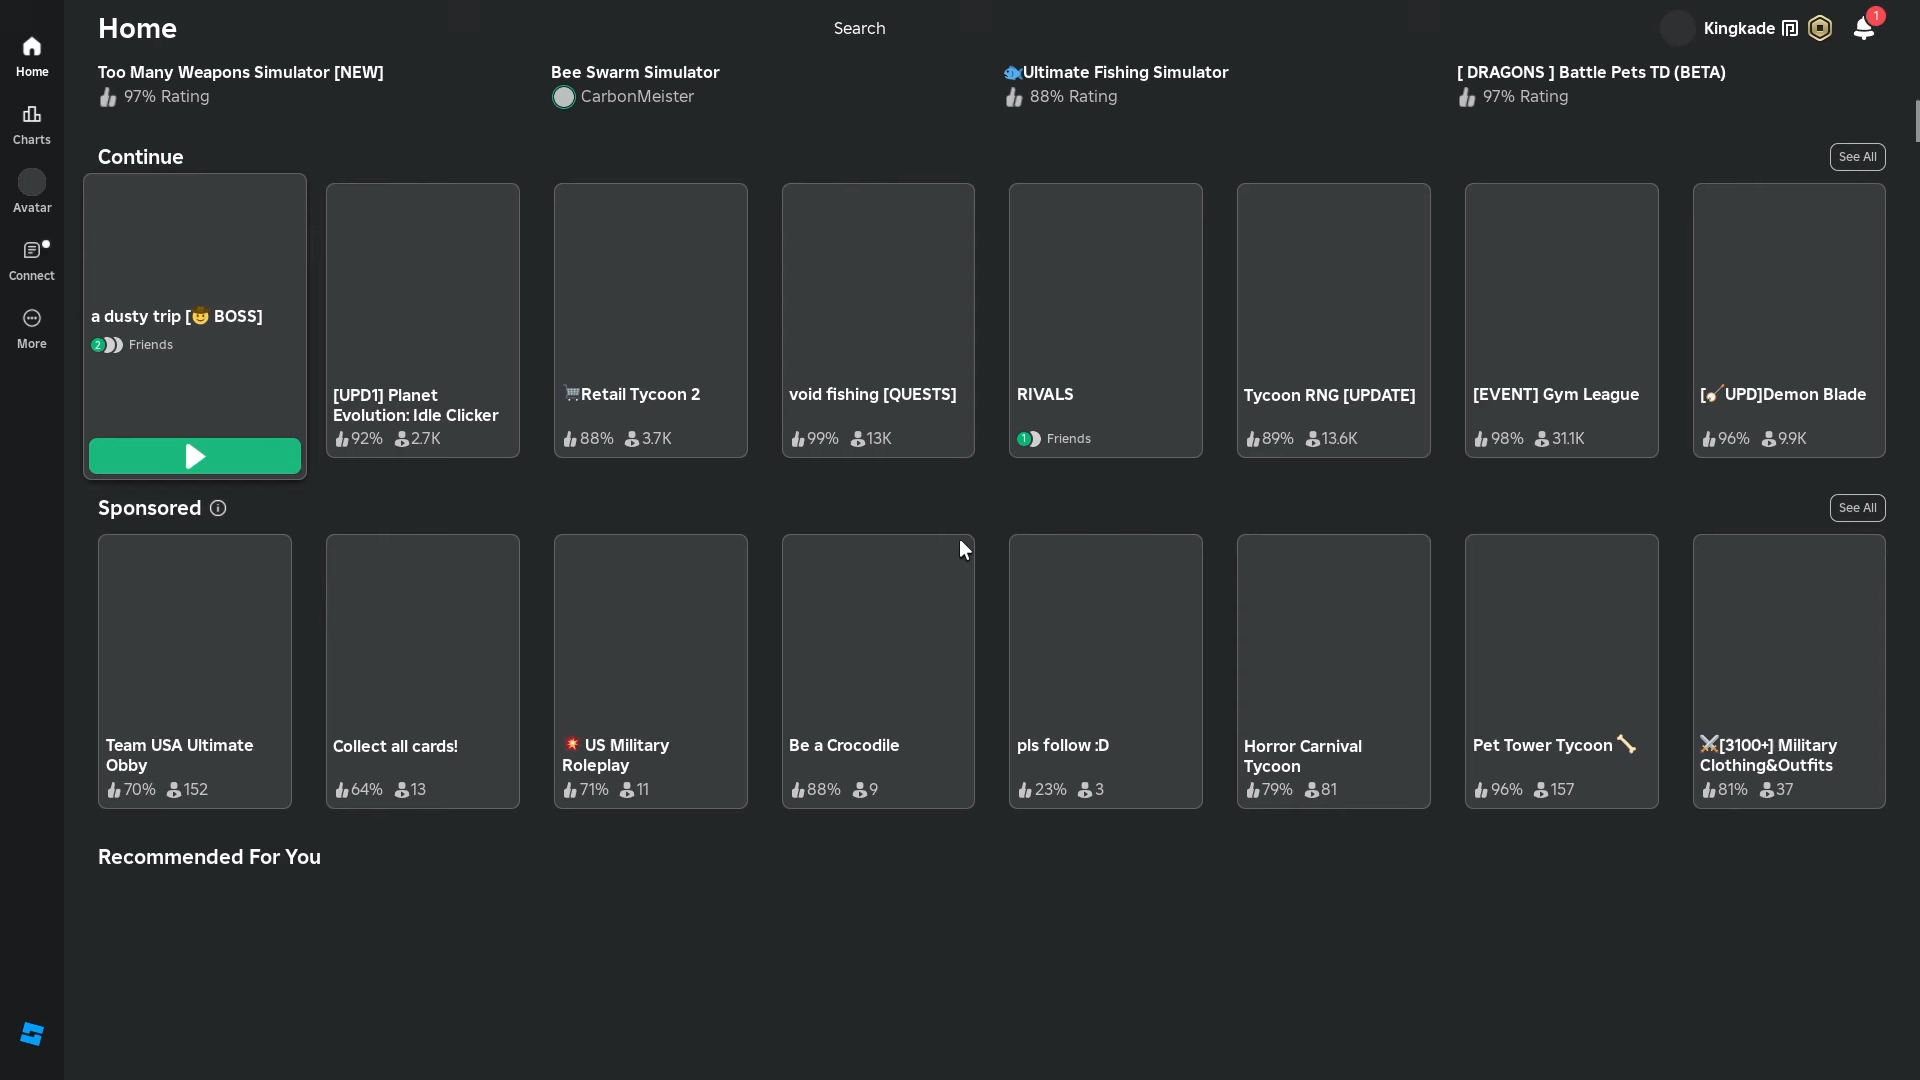 Home
Search
Kingkade
1
Home
Charts
Avatar
Connect
More
Too Many Weapons Simulator [NEW]
97% Rating
Bee Swarm Simulator
CarbonMeister
🐟Ultimate Fishing Simulator
88% Rating
[ DRAGONS ] Battle Pets TD (BETA)
97% Rating
Continue
See All
a dusty trip [🤠 BOSS]
2 Friends
[UPD1] Planet
Evolution: Idle Clicker
92% 2.7K
🛒Retail Tycoon 2
88% 3.7K
void fishing [QUESTS]
99% 13K
RIVALS
1 Friends
Tycoon RNG [UPDATE]
89% 13.6K
[EVENT] Gym League
98% 31.1K
[🪕UPD]Demon Blade
96% 9.9K
Sponsored
See All
Team USA Ultimate
Obby
70% 152
Collect all cards!
64% 13
💥 US Military
Roleplay
71% 11
Be a Crocodile
88% 9
pls follow :D
23% 3
Horror Carnival
Tycoon
79% 81
Pet Tower Tycoon 🦴
96% 157
⚔️[3100+] Military
Clothing&Outfits
81% 37
Recommended For You